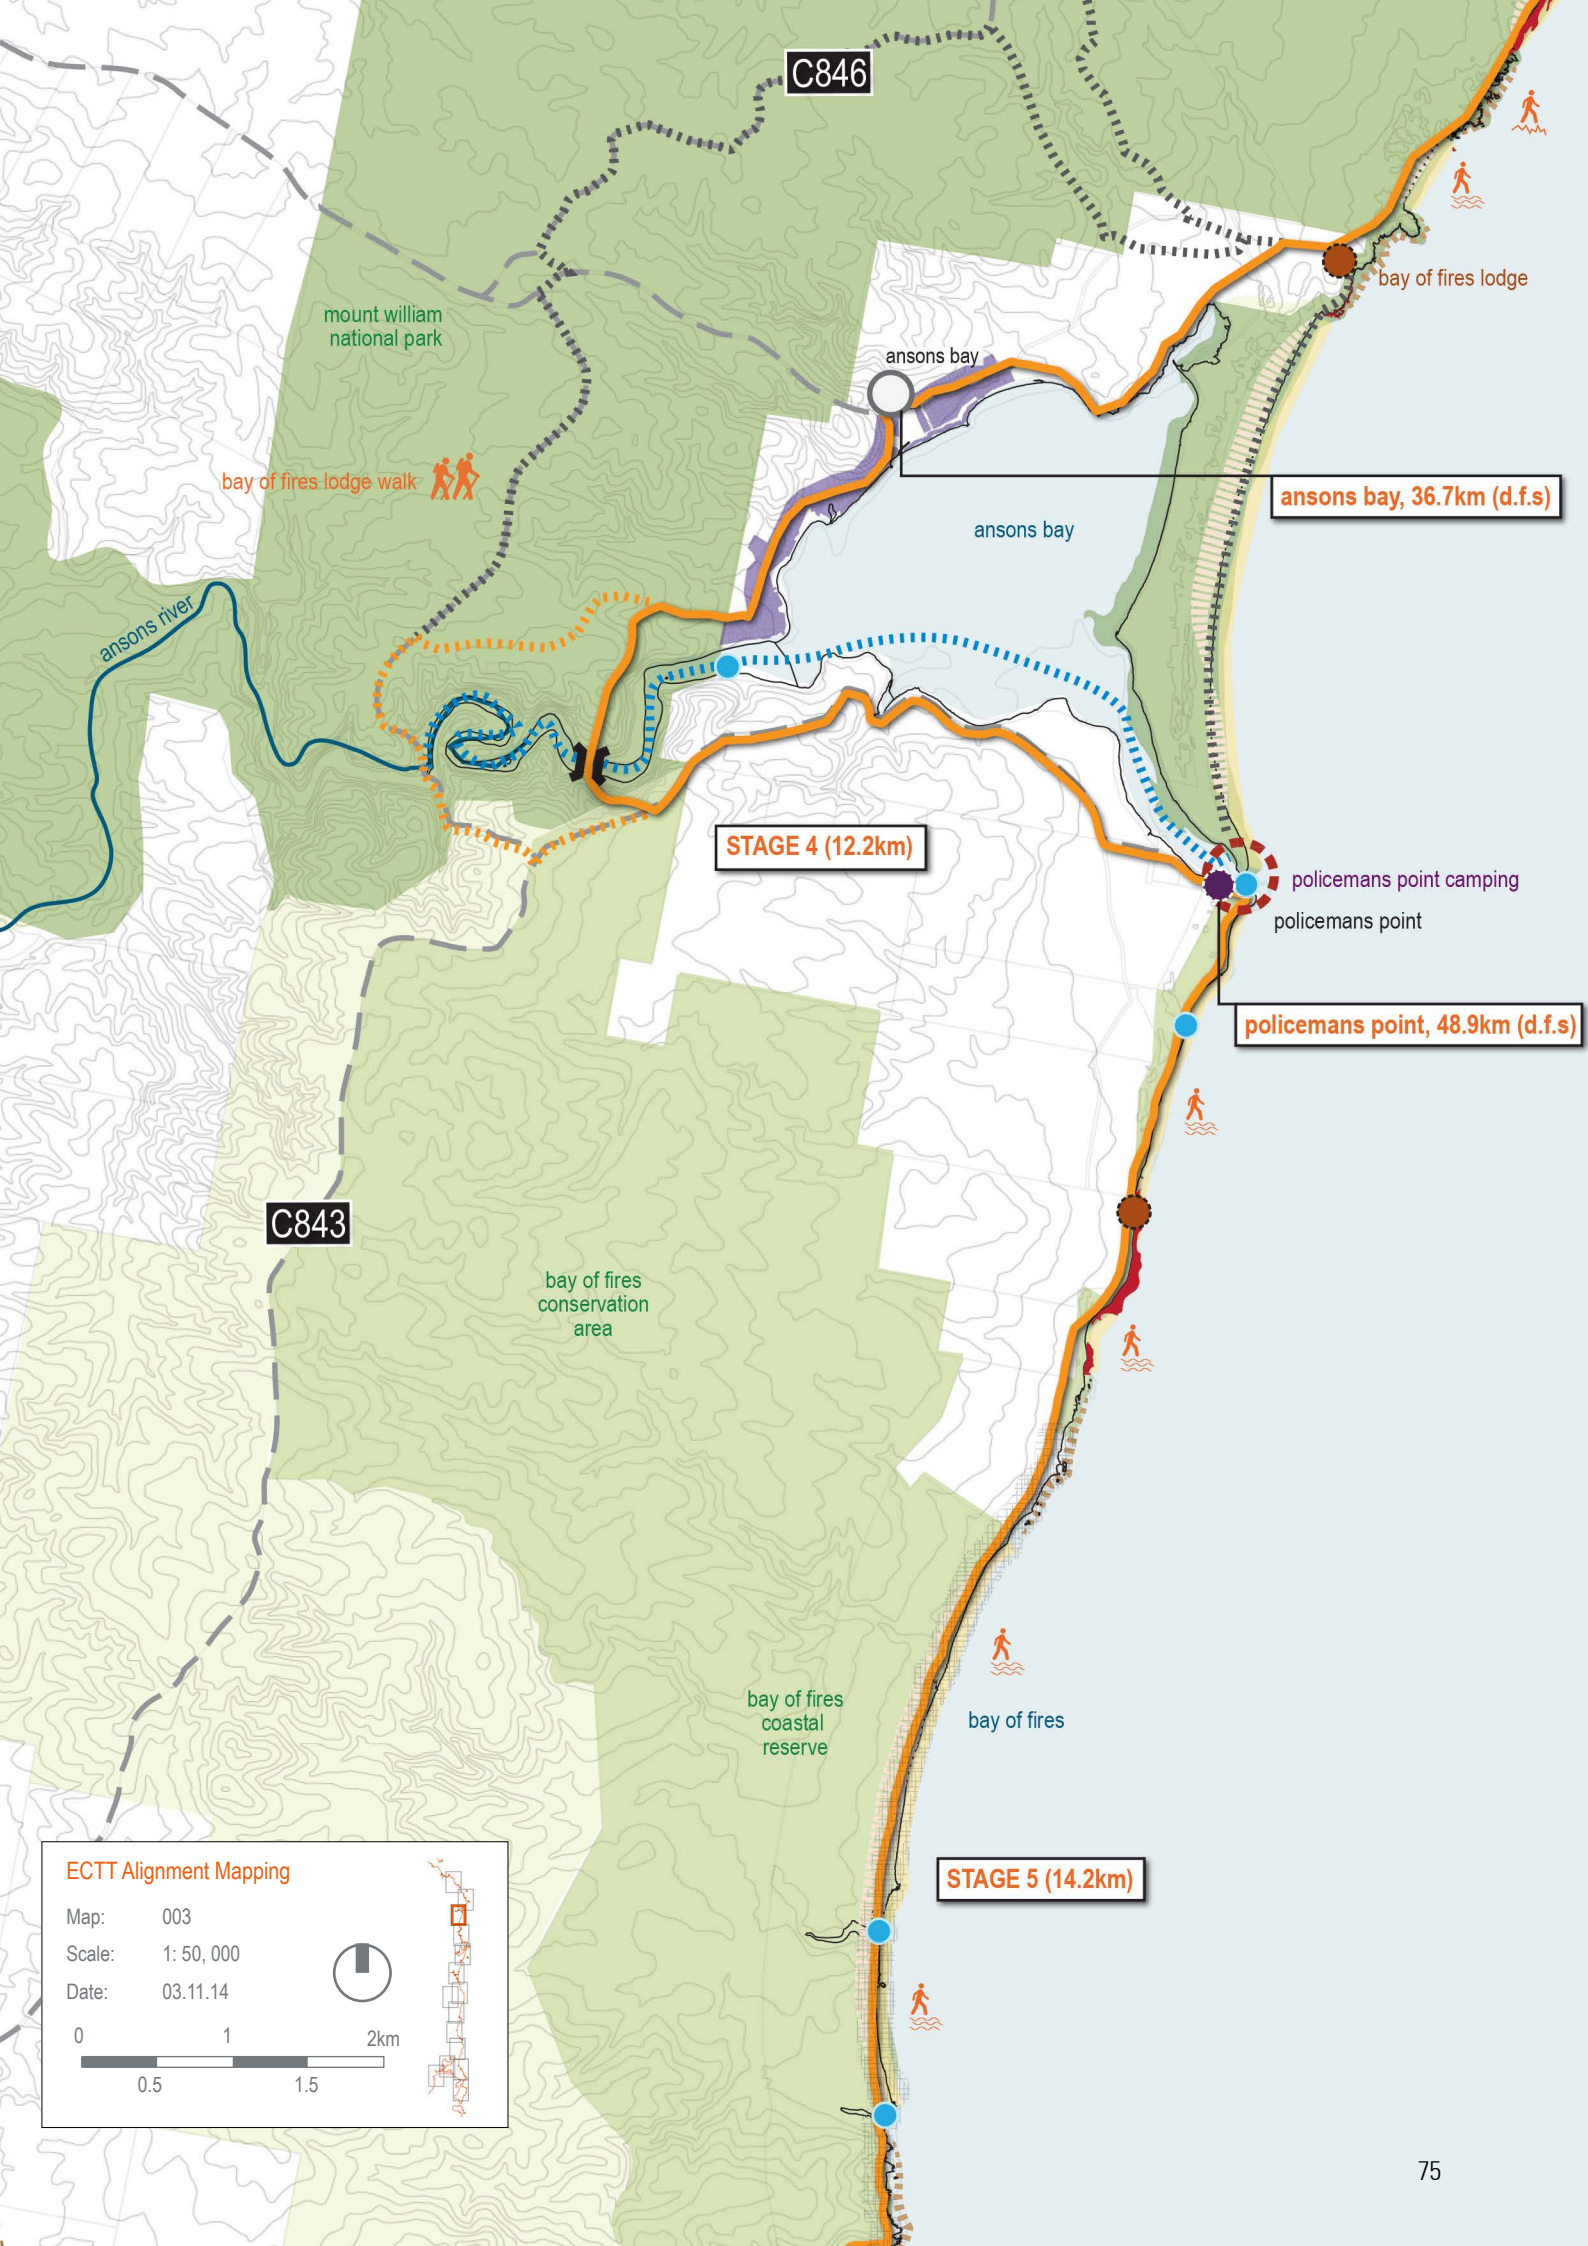 C846
bay of fires lodge
mount william
national park
ansons bay
bay of fires lodge walk
ansons bay, 36.7km (d.f.s)
ansons bay
ansons river
STAGE 4 (12.2km)
policemans point camping
policemans point
policemans point, 48.9km (d.f.s)
C843
bay of fires
conservation
area
bay of fires
coastal
reserve
bay of fires
STAGE 5 (14.2km)
ECTT Alignment Mapping
Map: 003
Scale: 1: 50, 000
Date: 03.11.14
0 1 2km
0.5 1.5
75